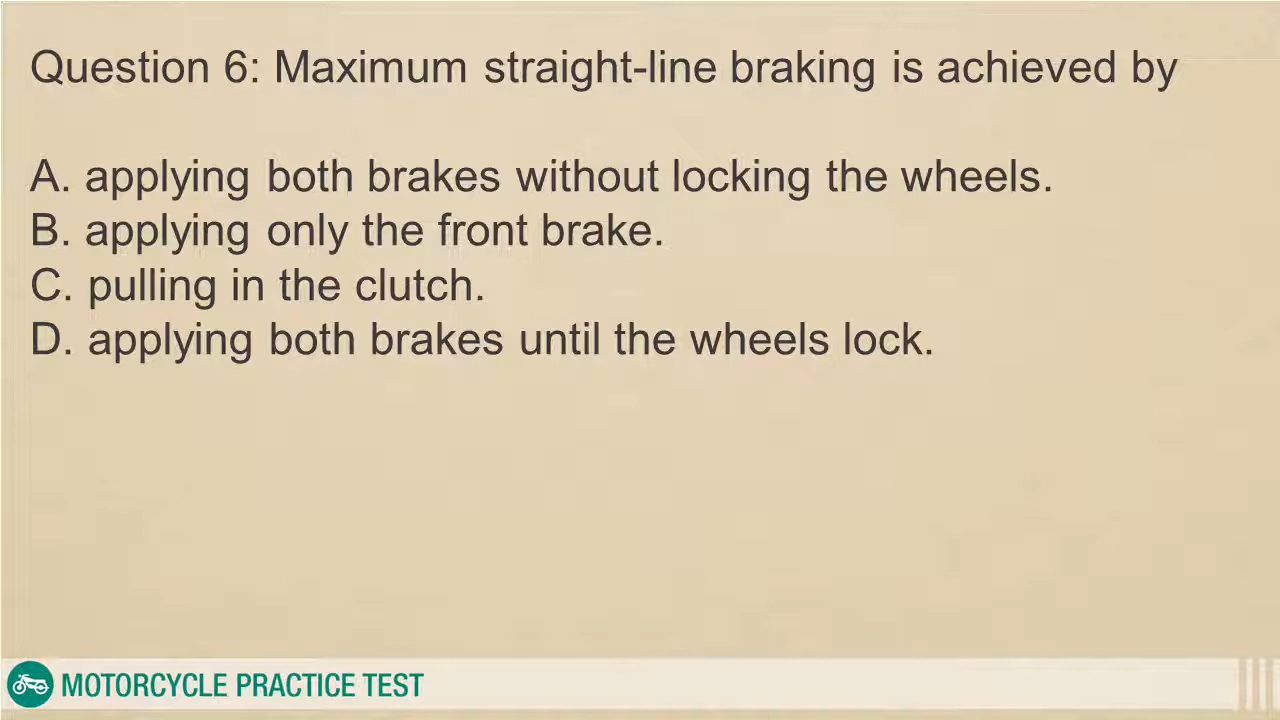 Question 6: Maximum straight-line braking is achieved by
A. applying both brakes without locking the wheels.
B. applying only the front brake.
C. pulling in the clutch.
D. applying both brakes until the wheels lock.
MOTORCYCLE PRACTICE TEST